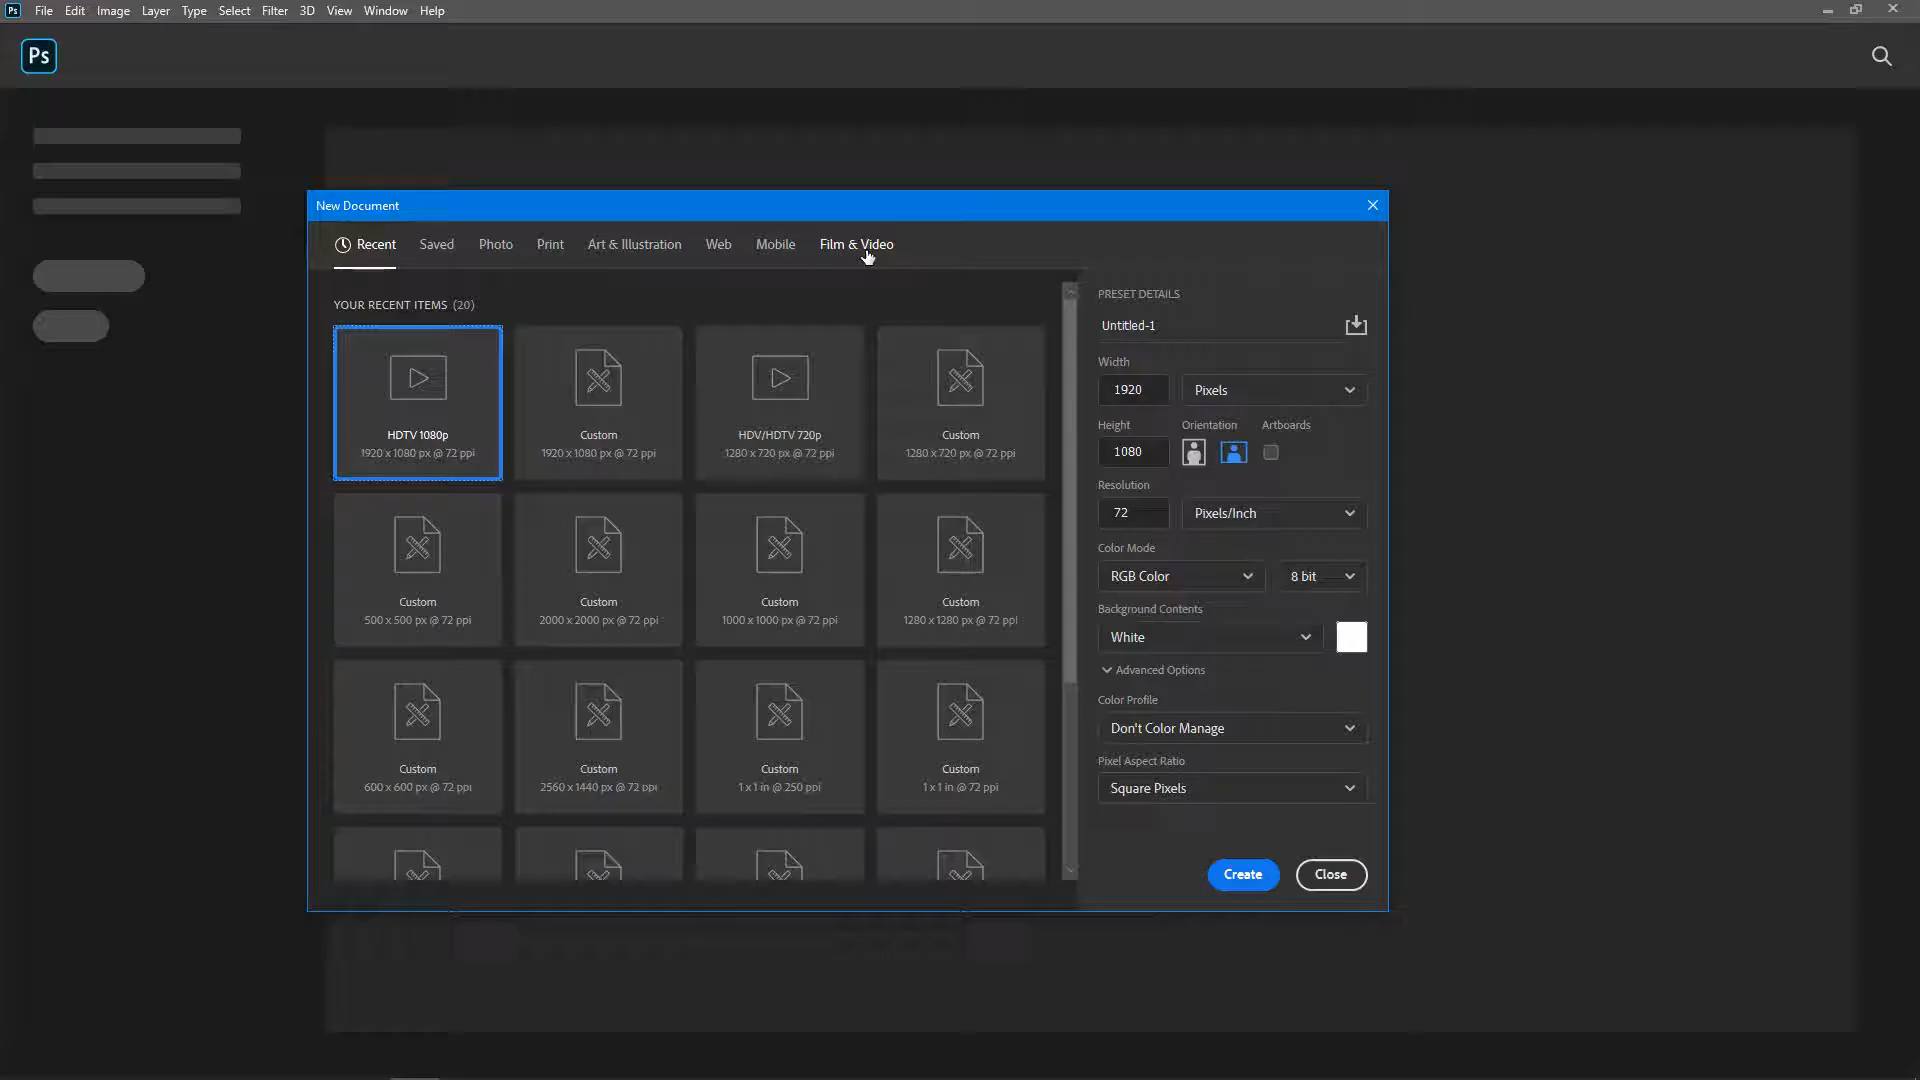 Ps File Edit Image Layer Type Select Filter 3D View Window Help
Ps
New Document
Recent Saved Photo Print Art & Illustration Web Mobile Film & Video
YOUR RECENT ITEMS (20)
HDTV 1080p
1920 x 1080 px @ 72 ppi
Custom
1920 x 1080 px @ 72 ppi
HDV/HDTV 720p
1280 x 720 px @ 72 ppi
Custom
1280 x 720 px @ 72 ppi
Custom
500 x 500 px @ 72 ppi
Custom
2000 x 2000 px @ 72 ppi
Custom
1000 x 1000 px @ 72 ppi
Custom
1280 x 1280 px @ 72 ppi
Custom
600 x 600 px @ 72 ppi
Custom
2560 x 1440 px @ 72 ppi
Custom
1 x 1 in @ 250 ppi
Custom
1 x 1 in @ 72 ppi
PRESET DETAILS
Untitled-1
Width
1920 Pixels
Height Orientation Artboards
1080
Resolution
72 Pixels/Inch
Color Mode
RGB Color 8 bit
Background Contents
White
Advanced Options
Color Profile
Don't Color Manage
Pixel Aspect Ratio
Square Pixels
Create Close